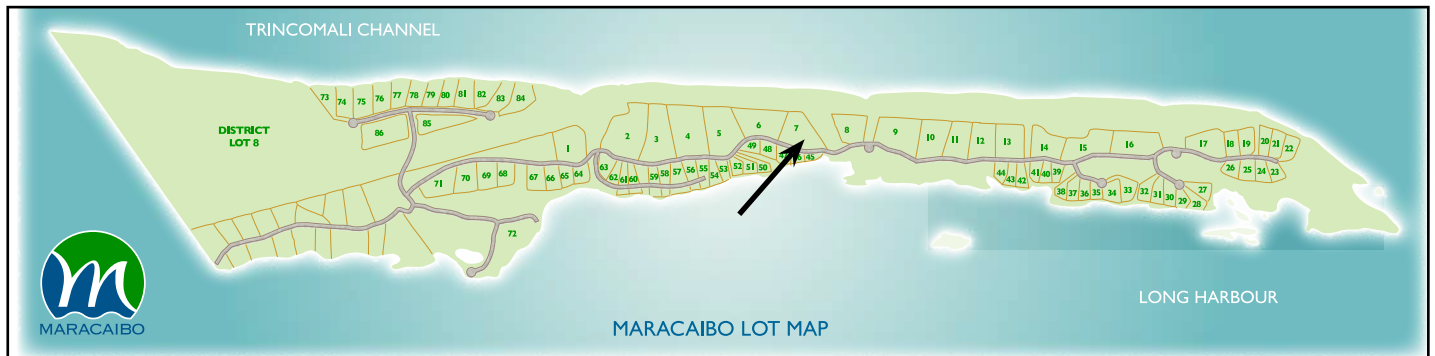 TRINCOMALI CHANNEL
73 74 75 76 77 78 79 80 81 82 83 84
86 85
DISTRICT
LOT 8
1 2 3 4 5 6 7 8 9 10 11 12 13 14 15 16 17 18 19 20 21 22
49 48 45
71 70 69 68 67 66 65 64 63 62 61 60 59 58 57 56 55 54 53 52 51 50
44 43 42 41 40 39 26 25 24 23
38 37 36 35 34 33 32 31 30 29 28 27
72
MARACAIBO
LONG HARBOUR
MARACAIBO LOT MAP